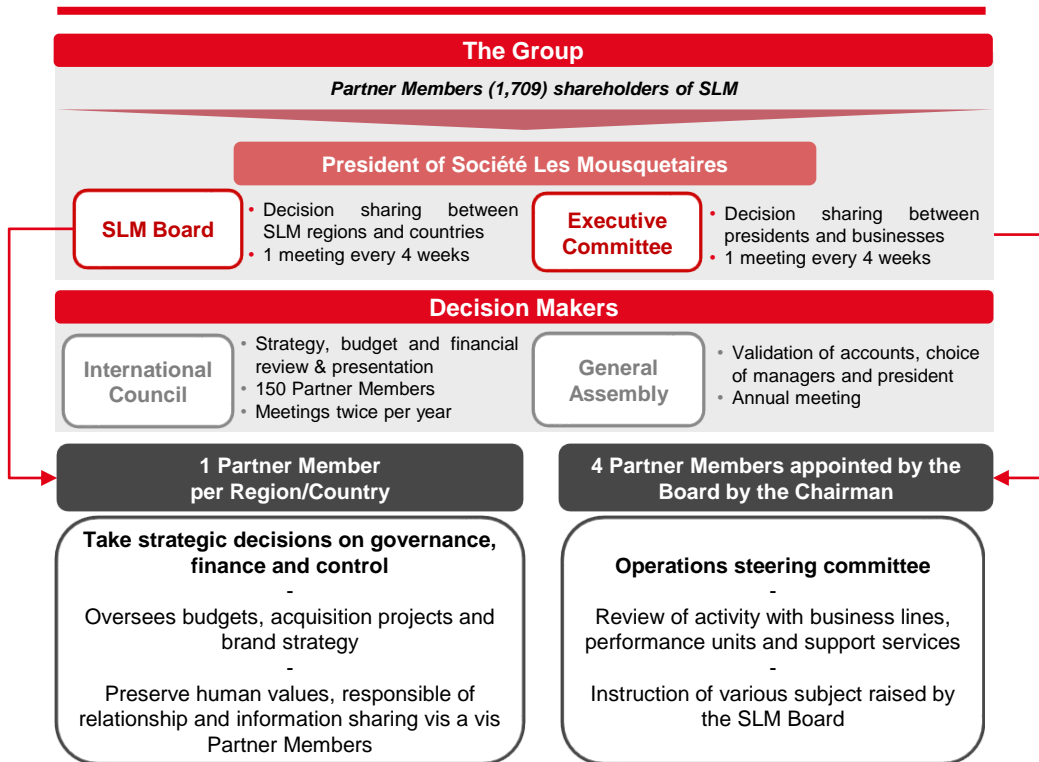 The Group
Partner Members (1,709) shareholders of SLM
President of Société Les Mousquetaires
SLM Board
• Decision sharing between
SLM regions and countries
• 1 meeting every 4 weeks
Executive
Committee
• Decision sharing between
presidents and businesses
• 1 meeting every 4 weeks
Decision Makers
International
Council
• Strategy, budget and financial
review & presentation
• 150 Partner Members
• Meetings twice per year
General
Assembly
• Validation of accounts, choice
of managers and president
• Annual meeting
1 Partner Member
per Region/Country
Take strategic decisions on governance,
finance and control
-
Oversees budgets, acquisition projects and
brand strategy
-
Preserve human values, responsible of
relationship and information sharing vis a vis
Partner Members
4 Partner Members appointed by the
Board by the Chairman
Operations steering committee
-
Review of activity with business lines,
performance units and support services
-
Instruction of various subject raised by
the SLM Board